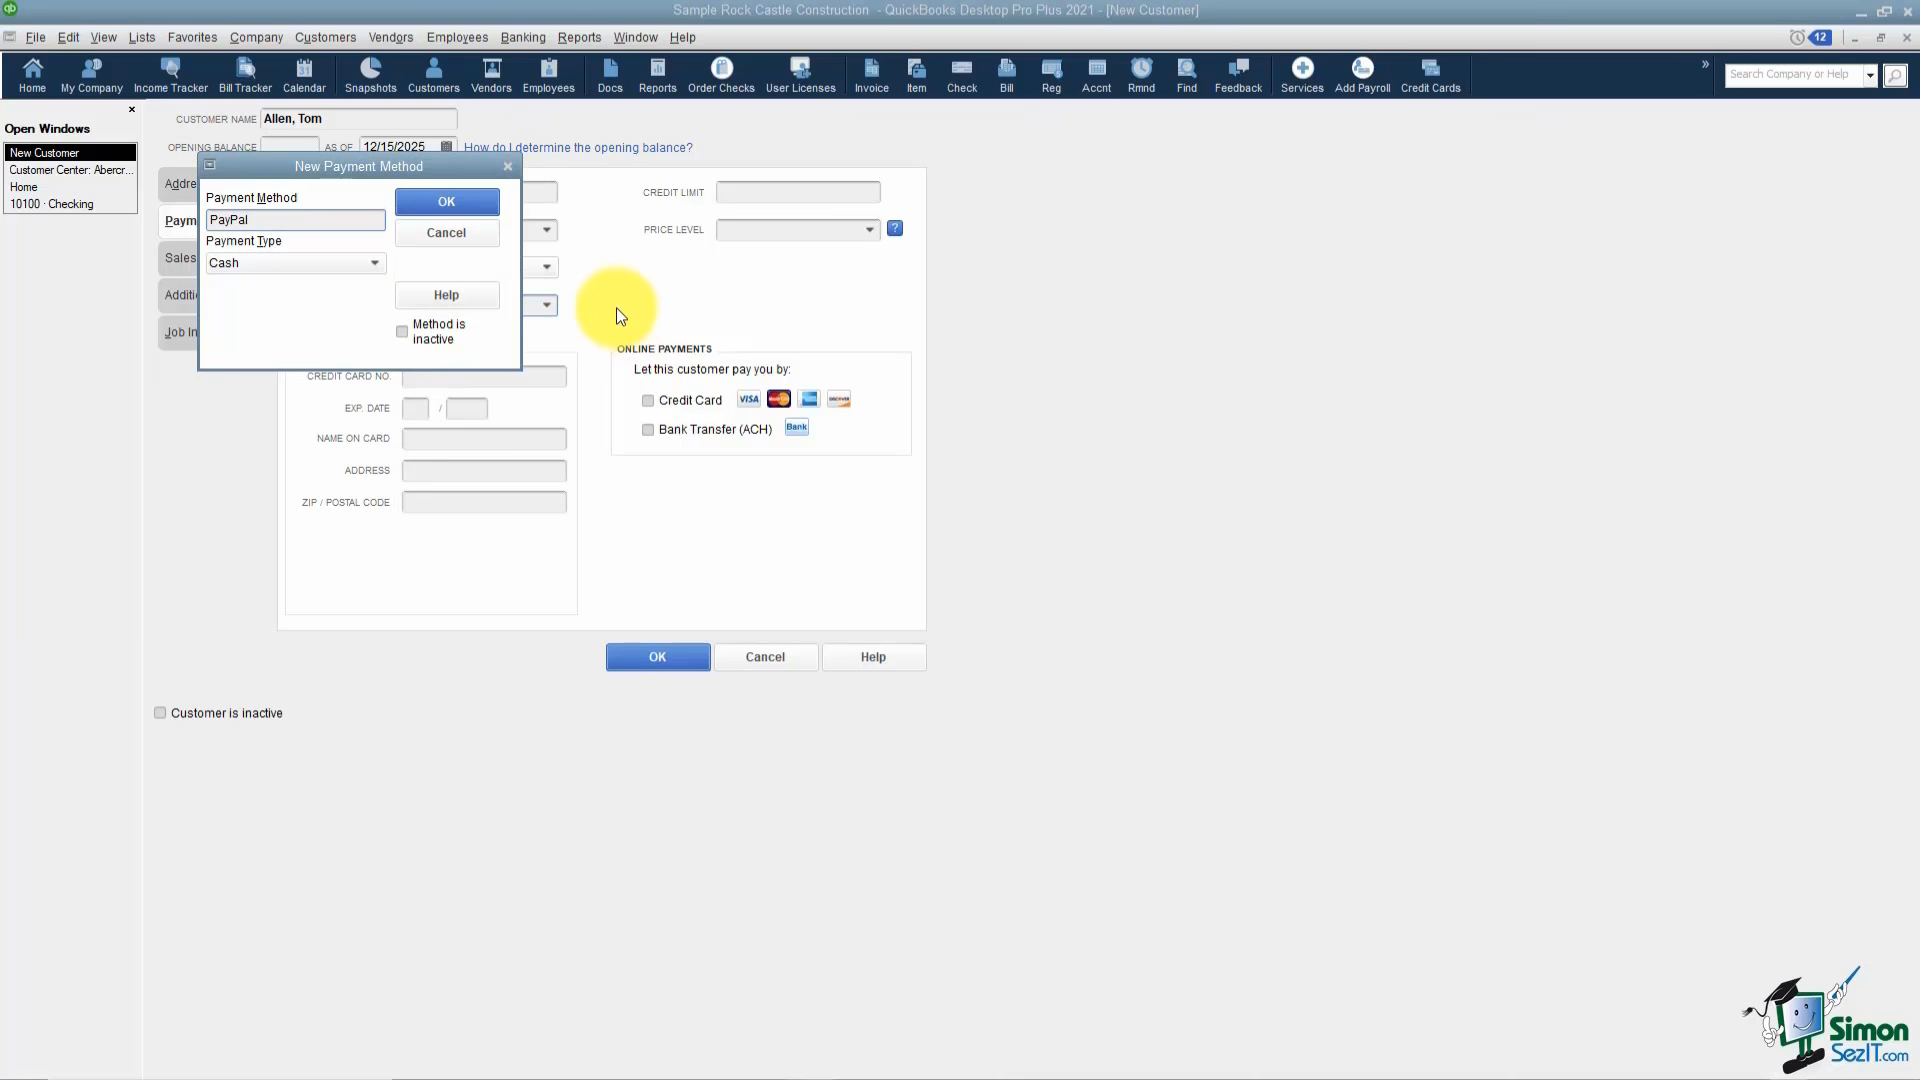 qb
Sample Rock Castle Construction - QuickBooks Desktop Pro Plus 2021 - [New Customer]
File Edit View Lists Favorites Company Customers Vendors Employees Banking Reports Window Help
12
Home My Company Income Tracker Bill Tracker Calendar Snapshots Customers Vendors Employees Docs Reports Order Checks User Licenses Invoice Item Check Bill Reg Accnt Rmnd Find Feedback Services Add Payroll Credit Cards
Search Company or Help
Open Windows
New Customer
Customer Center: Abercr...
Home
10100 · Checking
CUSTOMER NAME Allen, Tom
OPENING BALANCE AS OF 12/15/2025 How do I determine the opening balance?
Addre
Paym
Sales
Additi
Job In
New Payment Method
Payment Method
PayPal
Payment Type
Cash
OK
Cancel
Help
Method is
inactive
CREDIT LIMIT
PRICE LEVEL ?
CREDIT CARD NO.
EXP. DATE /
NAME ON CARD
ADDRESS
ZIP / POSTAL CODE
ONLINE PAYMENTS
Let this customer pay you by:
Credit Card VISA MasterCard DISCOVER
Bank Transfer (ACH) Bank
OK Cancel Help
Customer is inactive
Simon
SezIT.com